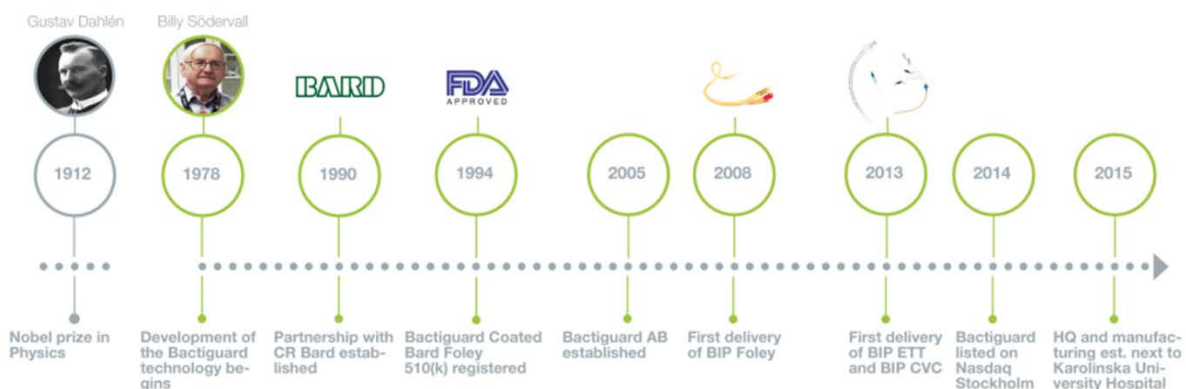 Gustav Dahlén
Billy Södervall
BARD
FDA
APPROVED
1912
1978
1990
1994
2005
2008
2013
2014
2015
Nobel prize in
Physics
Development of
the Bactiguard
technology be-
gins
Partnership with
CR Bard estab-
lished
Bactiguard Coated
Bard Foley
510(k) registered
Bactiguard AB
established
First delivery
of BIP Foley
First delivery
of BIP ETT
and BIP CVC
Bactiguard
listed on
Nasdaq
Stockholm
HQ and manufac-
turing est. next to
Karolinska Uni-
versity Hospital